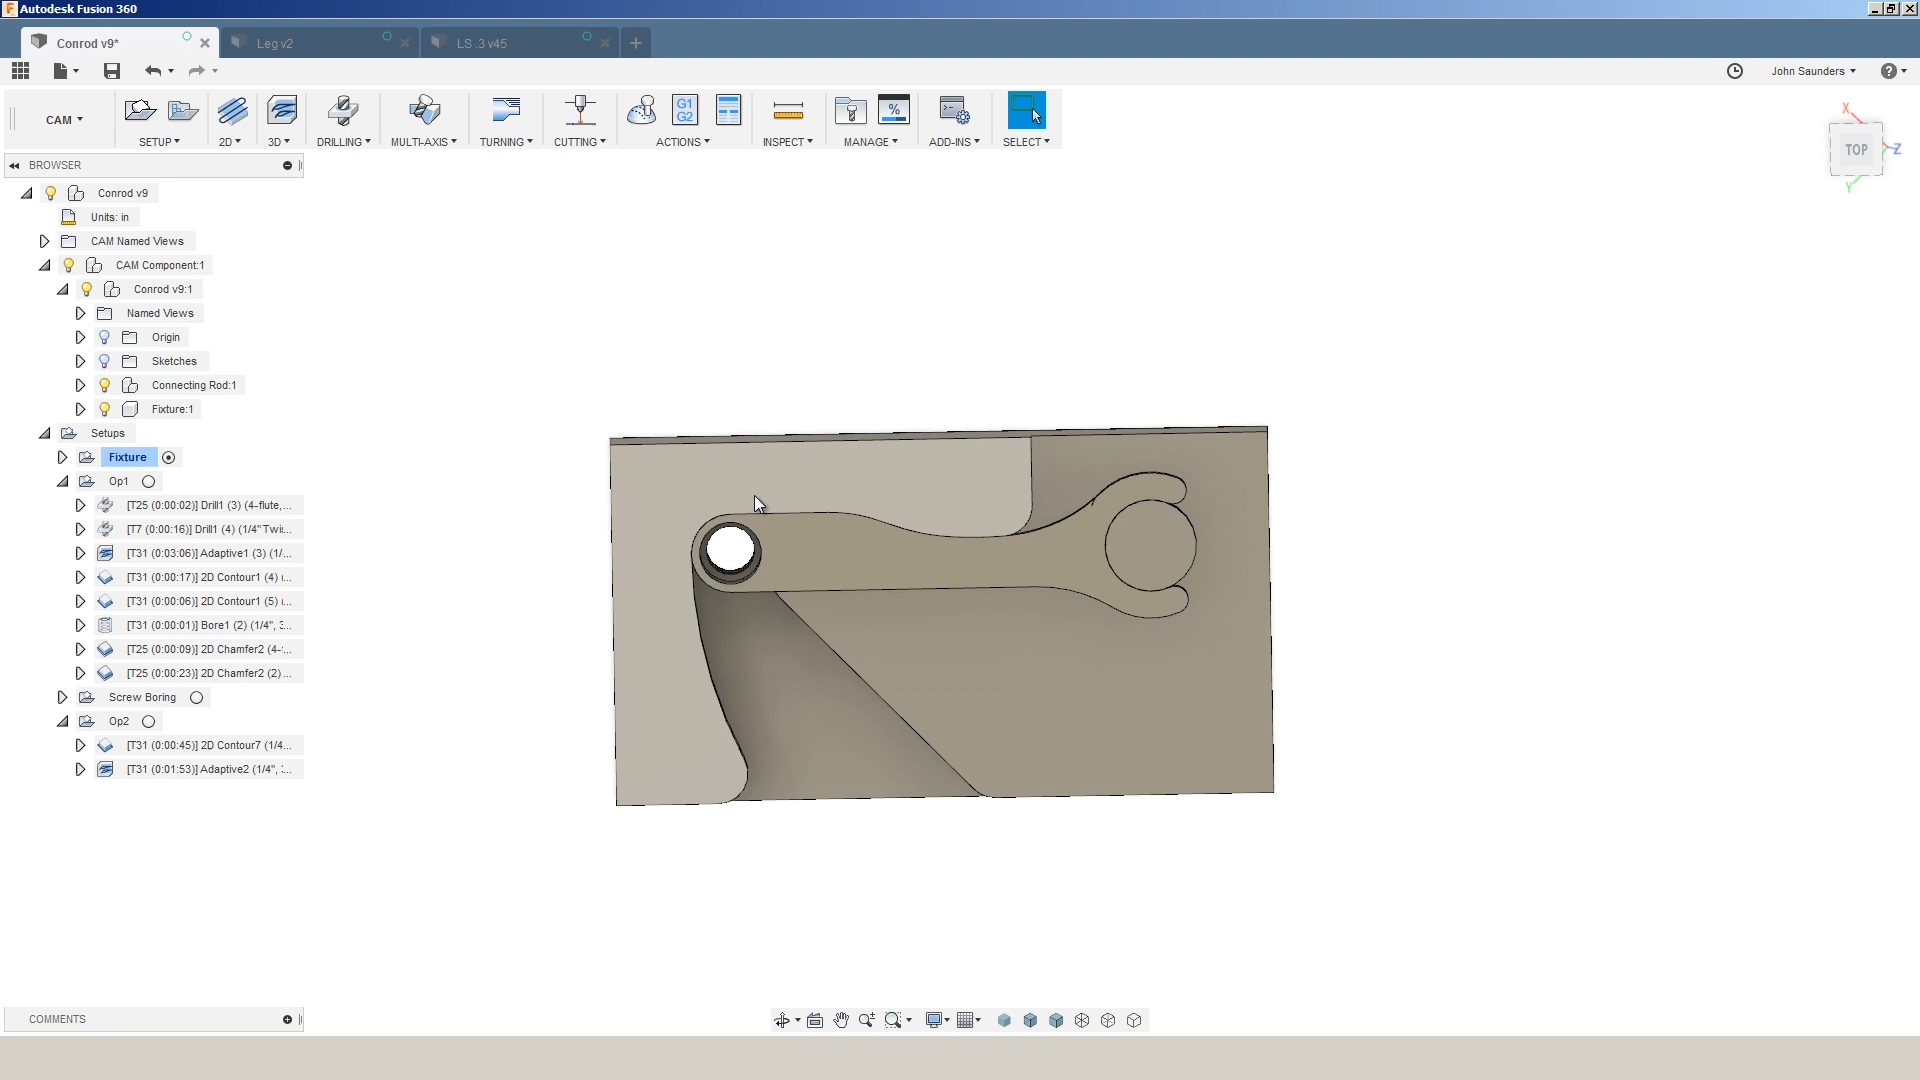 Autodesk Fusion 360
Conrod v9*
Leg v2
LS .3 v45
John Saunders
CAM
SETUP
2D
3D
DRILLING
MULTI-AXIS
TURNING
CUTTING
G1
G2
ACTIONS
INSPECT
%
MANAGE
ADD-INS
SELECT
X
TOP
Z
Y
BROWSER
Conrod v9
Units: in
CAM Named Views
CAM Component:1
Conrod v9:1
Named Views
Origin
Sketches
Connecting Rod:1
Fixture:1
Setups
Fixture
Op1
[T25 (0:00:02)] Drill1 (3) (4-flute,...
[T7 (0:00:16)] Drill1 (4) (1/4" Twi...
[T31 (0:03:06)] Adaptive1 (3) (1/...
[T31 (0:00:17)] 2D Contour1 (4) (...
[T31 (0:00:06)] 2D Contour1 (5) (...
[T31 (0:00:01)] Bore1 (2) (1/4", 3...
[T25 (0:00:09)] 2D Chamfer2 (4-...
[T25 (0:00:23)] 2D Chamfer2 (2) ...
Screw Boring
Op2
[T31 (0:00:45)] 2D Contour7 (1/4...
[T31 (0:01:53)] Adaptive2 (1/4", ...
COMMENTS